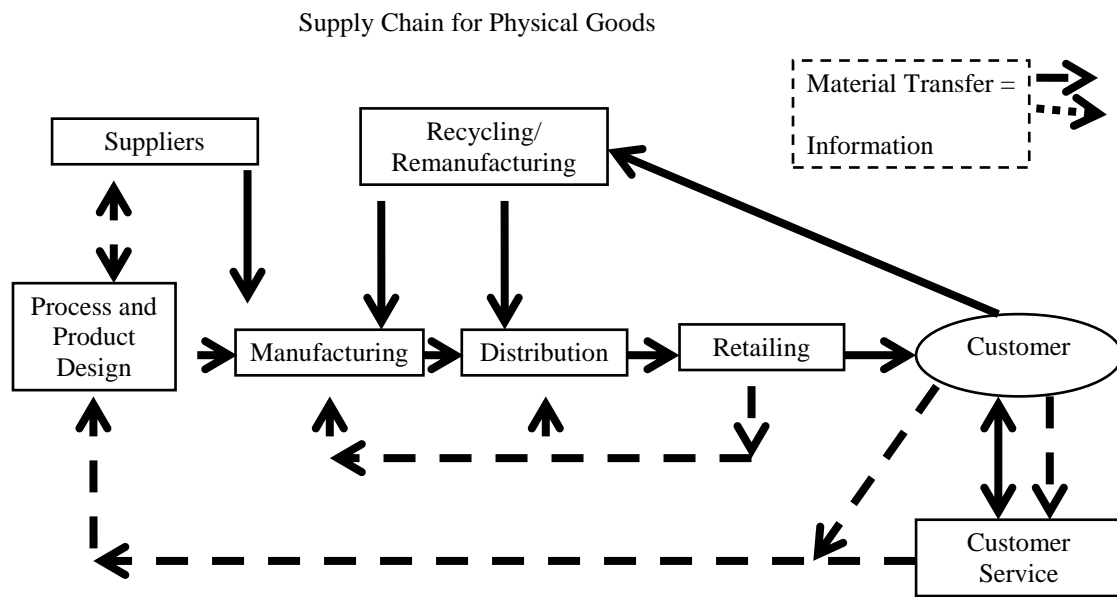 Supply Chain for Physical Goods
Material Transfer =
Information
Suppliers
Recycling/
Remanufacturing
Process and
Product
Design
Manufacturing
Distribution
Retailing
Customer
Customer
Service